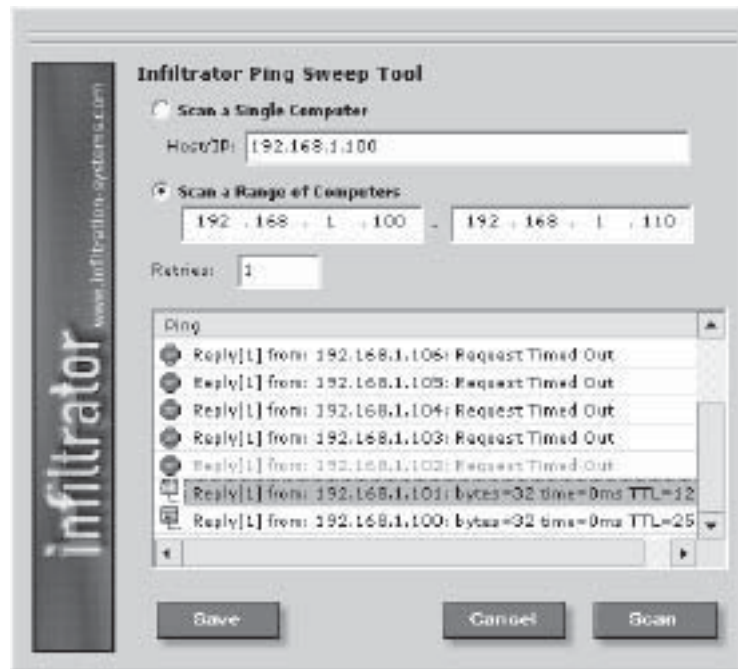 Infiltrator Ping Sweep Tool
Scan a Single Computer
Host/IP: 192.168.1.100
Scan a Range of Computers
192 . 168 . 1 . 100 - 192 . 168 . 1 . 110
Retries: 1
Ping
Reply[1] from: 192.168.1.106: Request Timed Out
Reply[1] from: 192.168.1.105: Request Timed Out
Reply[1] from: 192.168.1.104: Request Timed Out
Reply[1] from: 192.168.1.103: Request Timed Out
Reply[1] from: 192.168.1.102: Request Timed Out
Reply[1] from: 192.168.1.101: bytes=32 time=0ms TTL=12
Reply[1] from: 192.168.1.100: bytes=32 time=0ms TTL=25
Save Cancel Scan
infiltrator
www.infiltration-systems.com